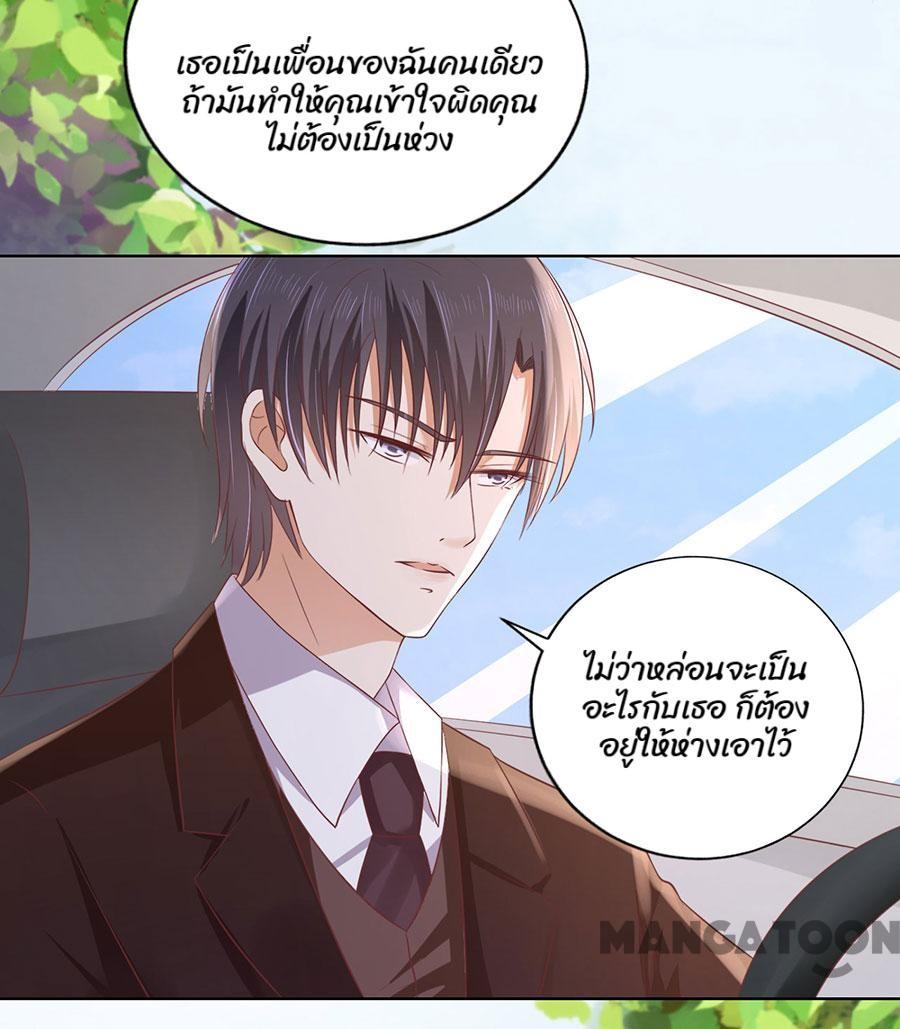 เธอเป็นเพื่อนของฉันคนเดียว
ถ้ามันทำให้คุณเข้าใจผิดคุณ
ไม่ต้องเป็นห่วง
ไม่ว่าหล่อนจะเป็น
อะไรกับเธอ ก็ต้อง
อยู่ให้ห่างเอาไว้
MANGATOON